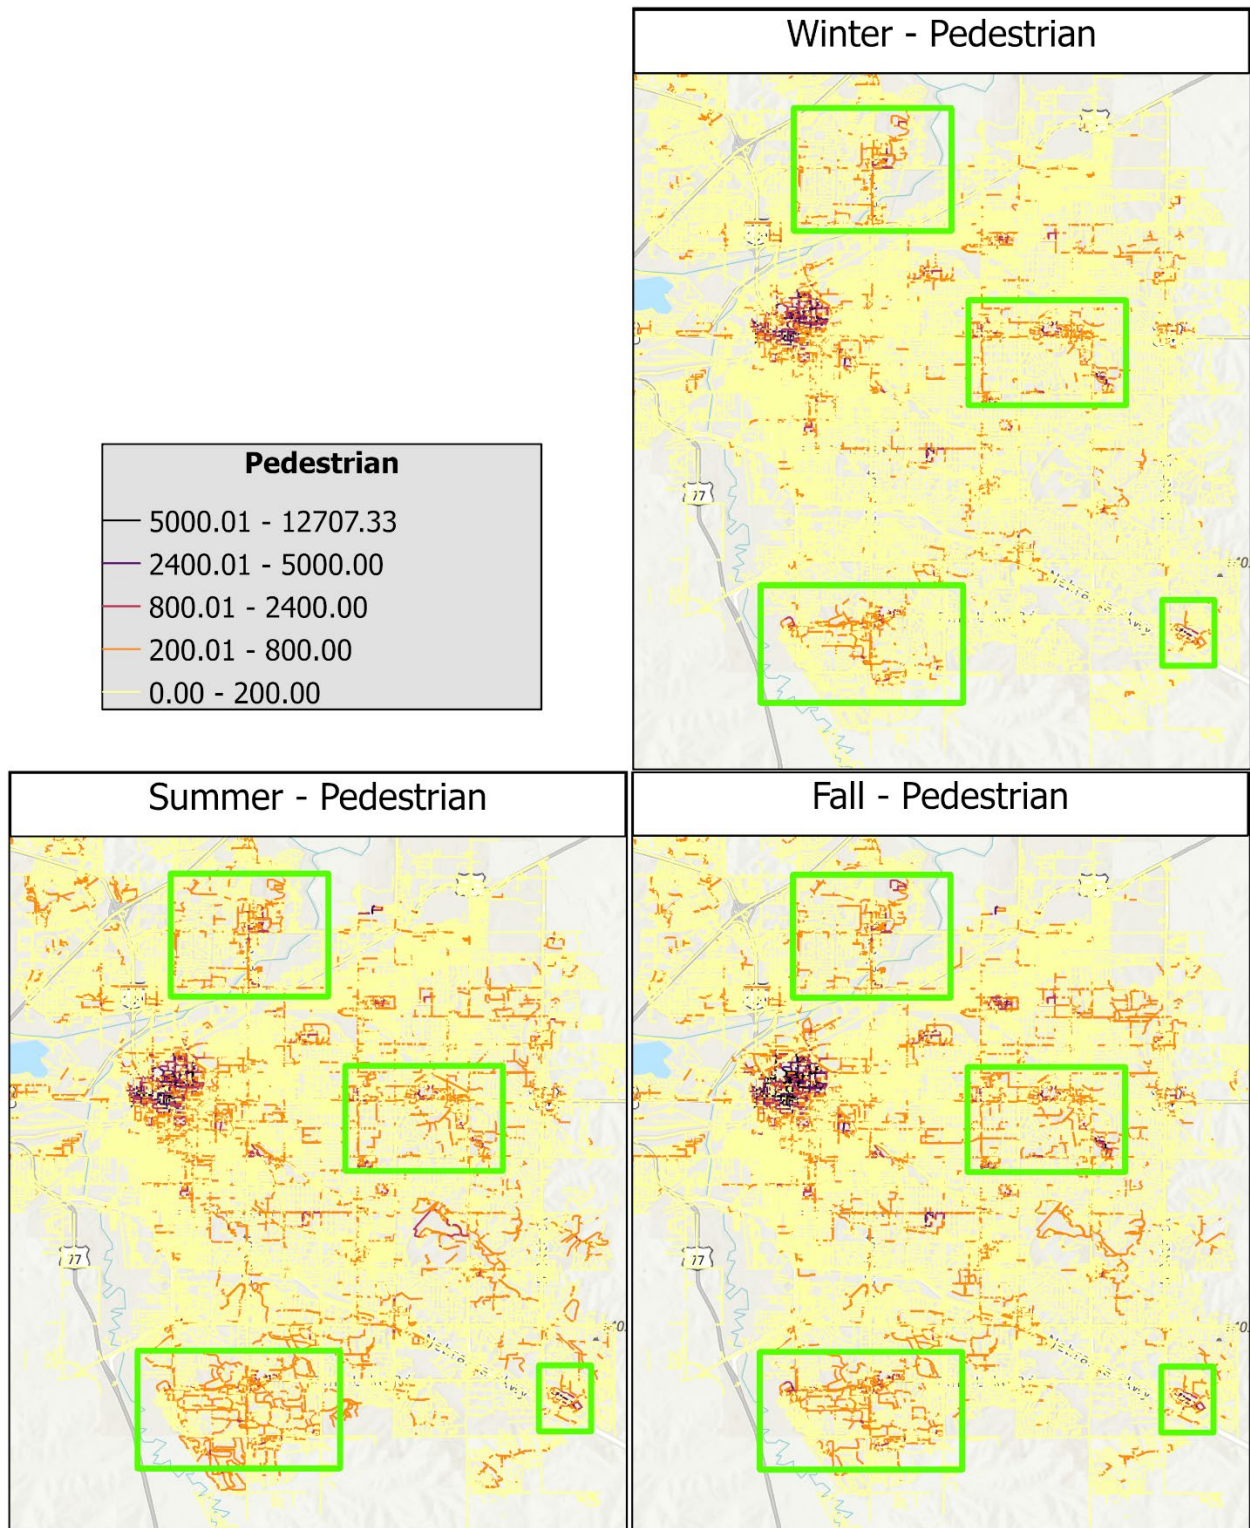 Winter - Pedestrian
77
Pedestrian
5000.01 - 12707.33
2400.01 - 5000.00
800.01 - 2400.00
200.01 - 800.00
0.00 - 200.00
Summer - Pedestrian
Fall - Pedestrian
77
77